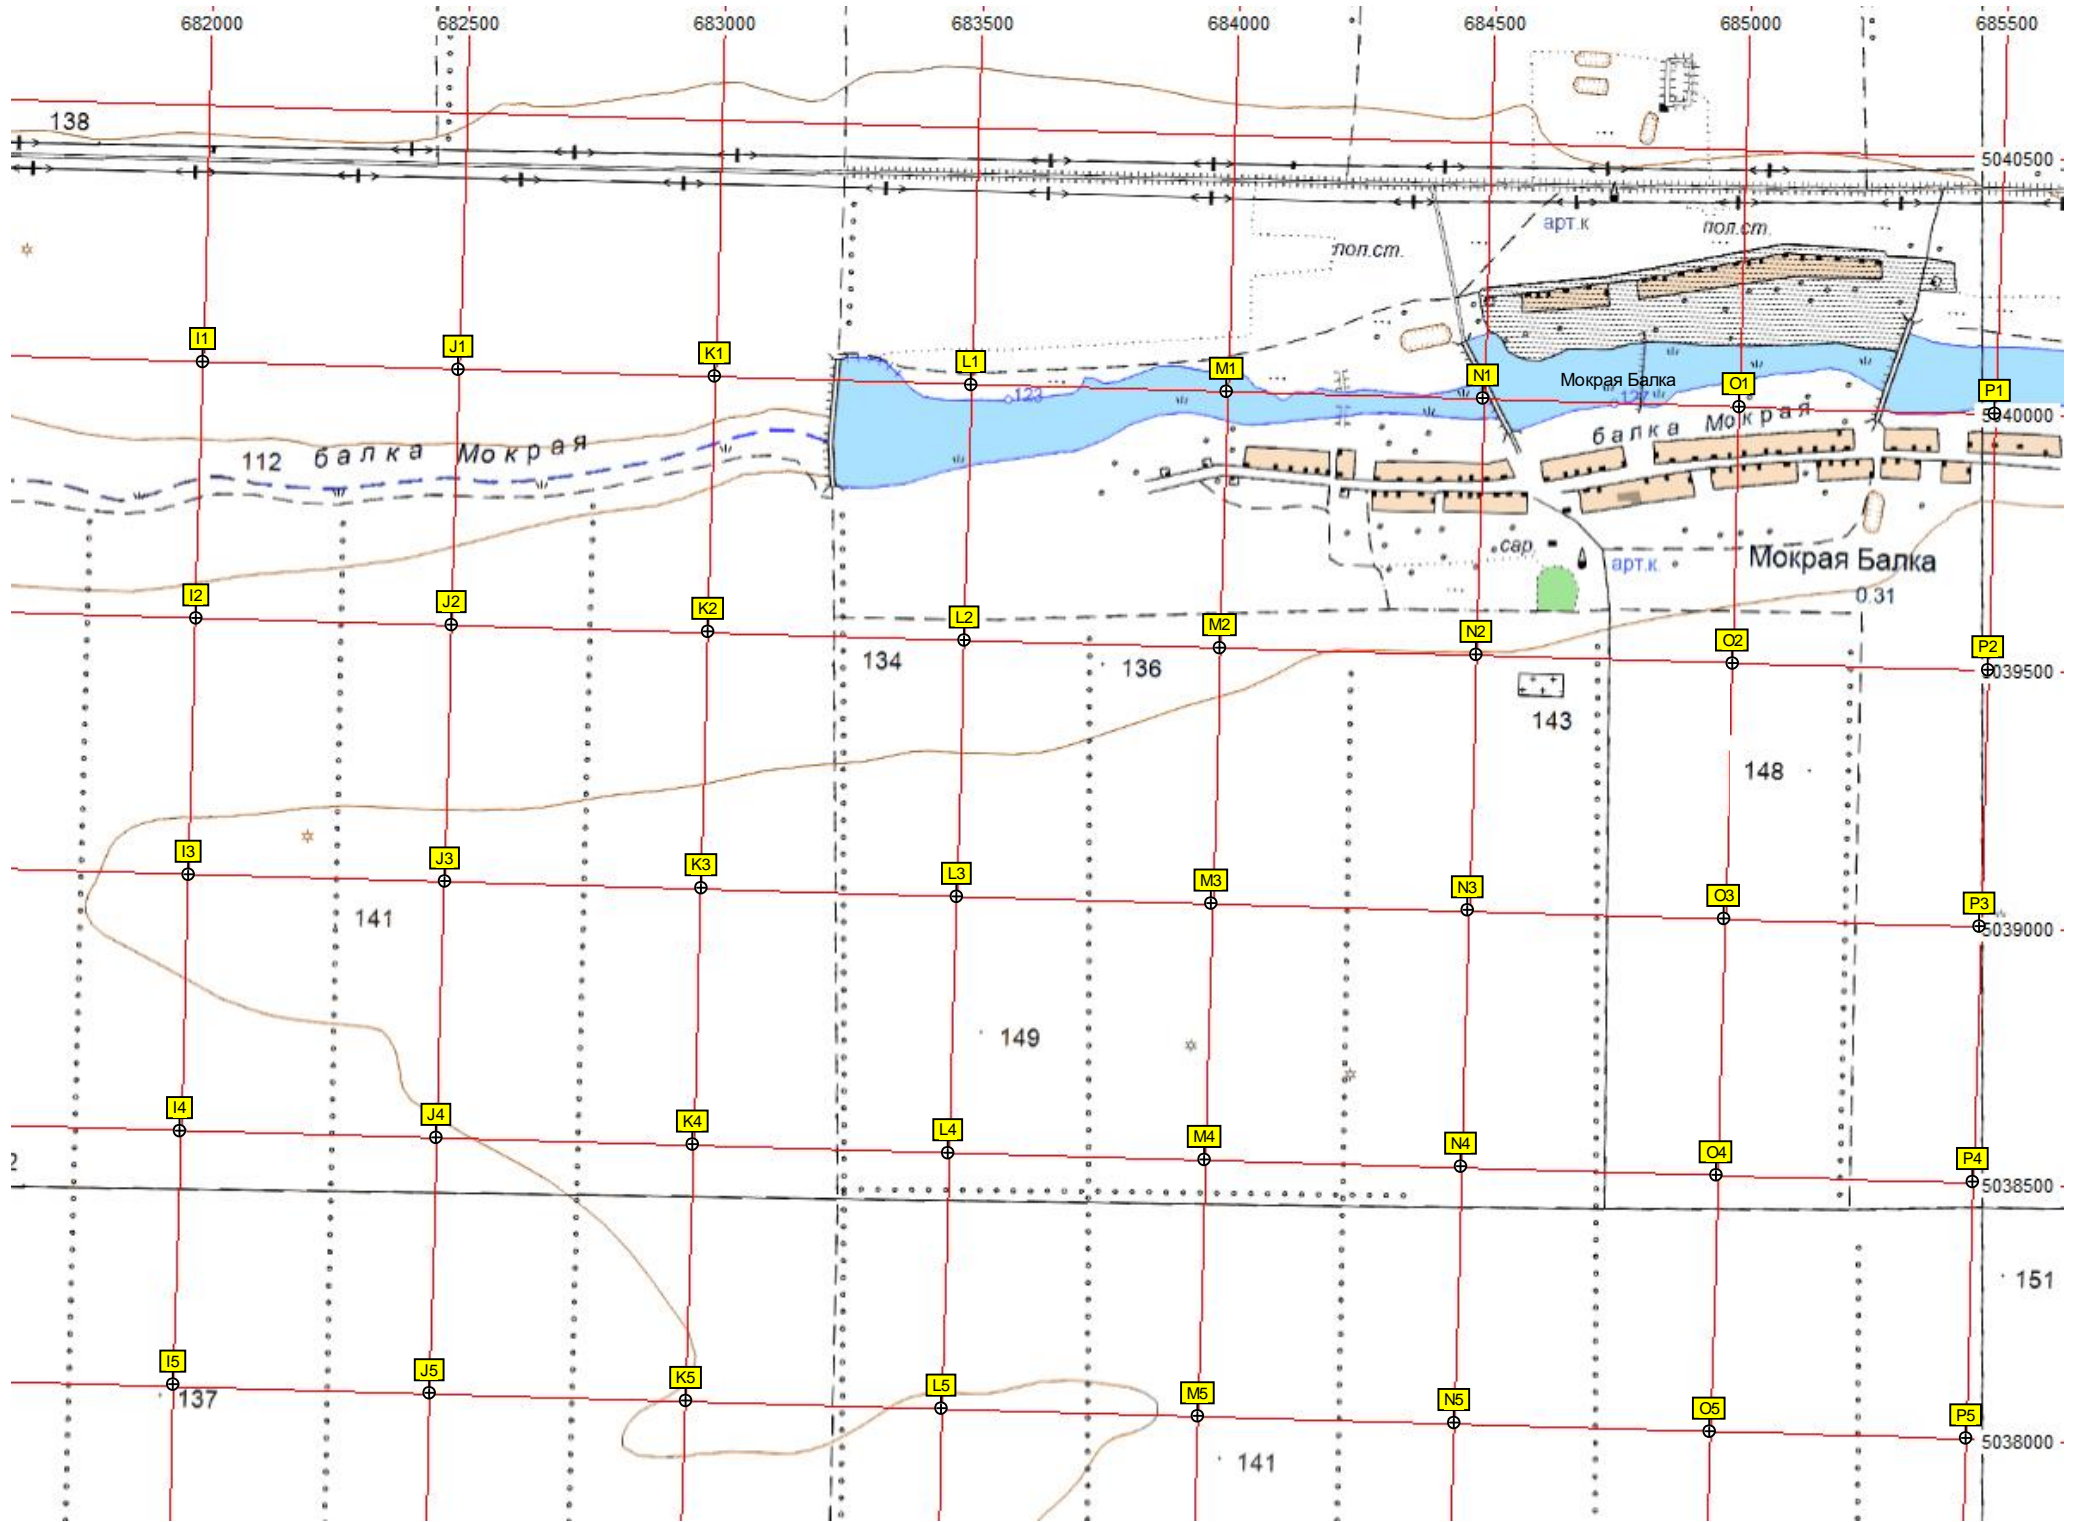 682000 682500 683000 683500 684000 684500 685000 685500
138
5040500
арт.к
пол.ст.
пол.ст.
I1 J1 K1 L1 M1 N1 O1 P1
Мокрая Балка
123
127
5040000
балка Мокрая
балка Мокрая
112
сар.
арт.к.
Мокрая Балка
0.31
I2 J2 K2 L2 M2 N2 O2 P2
134
136
5039500
143
148
I3 J3 K3 L3 M3 N3 O3 P3
141
5039000
149
I4 J4 K4 L4 M4 N4 O4 P4
2
5038500
151
I5 J5 K5 L5 M5 N5 O5 P5
137
5038000
141